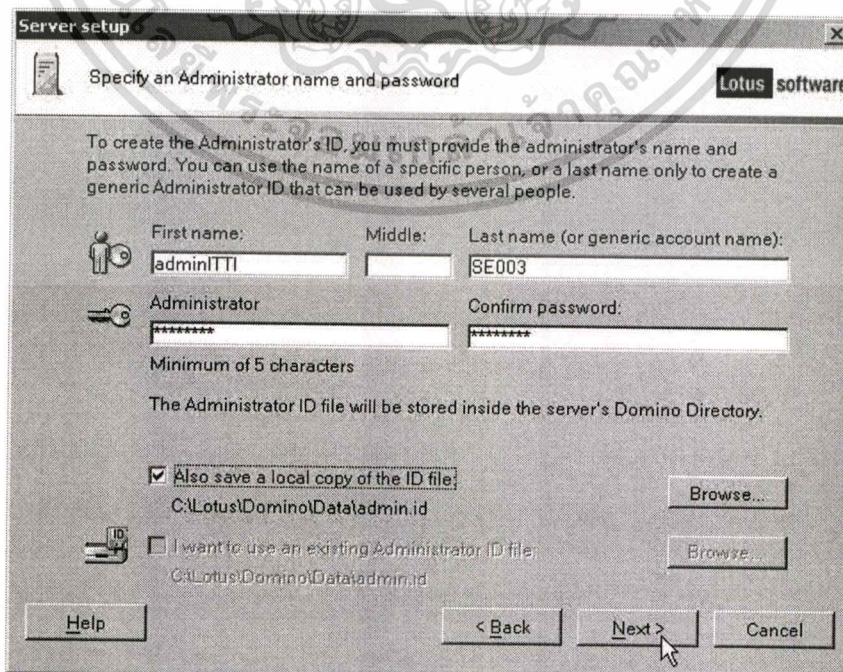 Server setup
Specify an Administrator name and password
Lotus software
To create the Administrator's ID, you must provide the administrator's name and
password. You can use the name of a specific person, or a last name only to create a
generic Administrator ID that can be used by several people.
First name: Middle: Last name (or generic account name):
adminITTI SE003
Administrator Confirm password:
******** ********
Minimum of 5 characters
The Administrator ID file will be stored inside the server's Domino Directory.
Also save a local copy of the ID file:
C:\Lotus\Domino\Data\admin.id
Browse...
ID
I want to use an existing Administrator ID file:
C:\Lotus\Domino\Data\admin.id
Browse...
Help < Back Next > Cancel